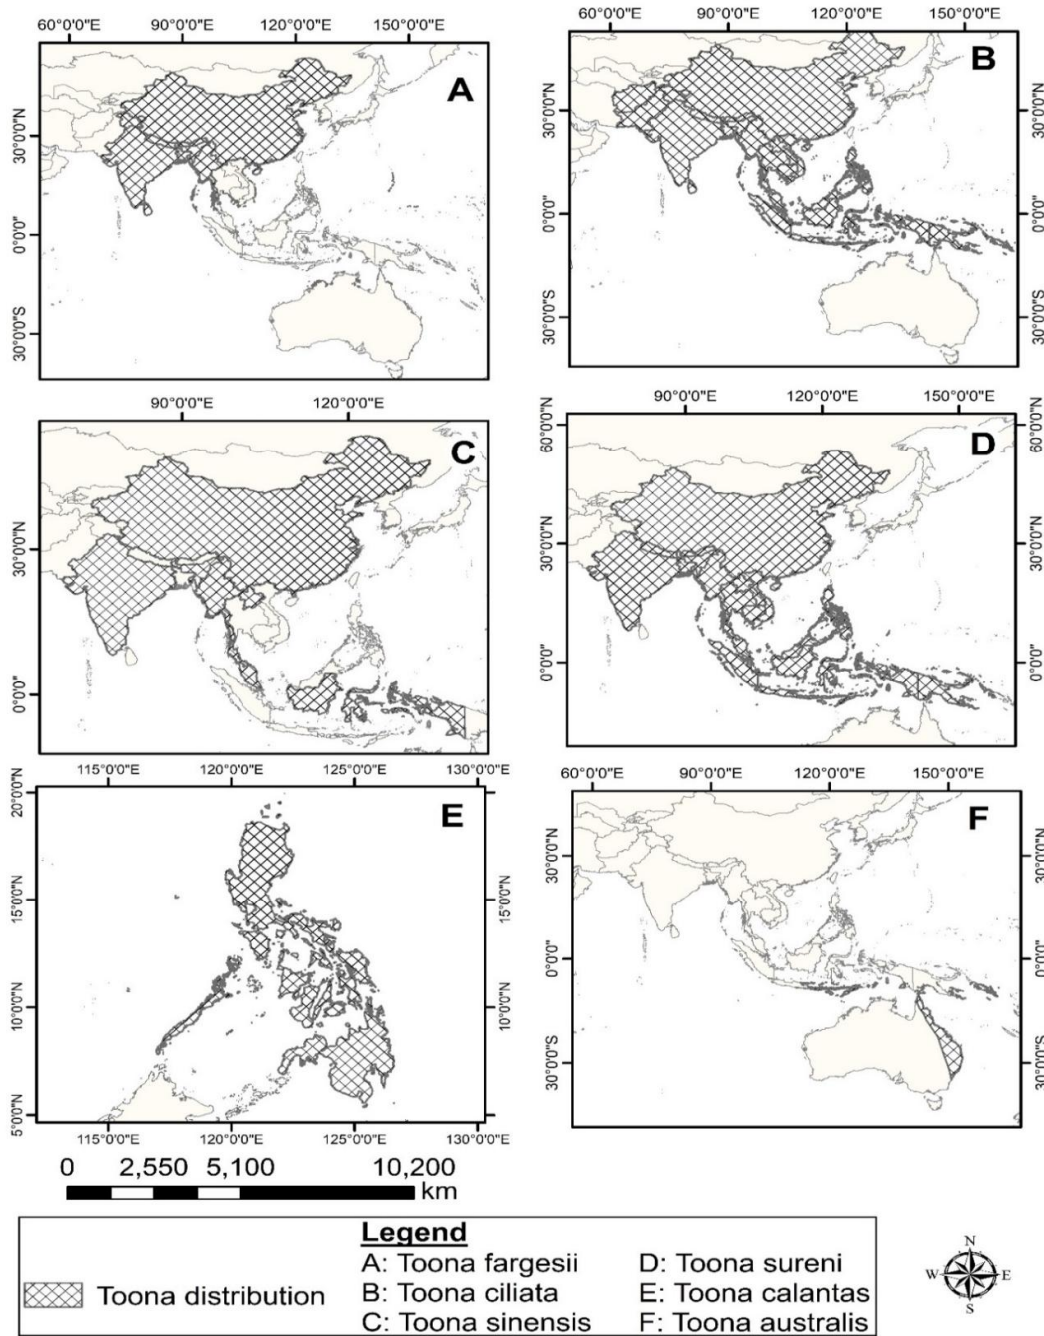 60°0'0"E 90°0'0"E 120°0'0"E 150°0'0"E
A
30°0'0"N
0°0'0"
30°0'0"S
60°0'0"E 90°0'0"E 120°0'0"E 150°0'0"E
B
30°0'0"N 30°0'0"N
0°0'0" 0°0'0"
30°0'0"S 30°0'0"S
90°0'0"E 120°0'0"E
C
30°0'0"N
0°0'0"
90°0'0"E 120°0'0"E 150°0'0"E
D
60°0'0"N 60°0'0"N
30°0'0"N 30°0'0"N
0°0'0" 0°0'0"
115°0'0"E 120°0'0"E 125°0'0"E 130°0'0"E
E
20°0'0"N
15°0'0"N 15°0'0"N
10°0'0"N 10°0'0"N
5°0'0"N
115°0'0"E 120°0'0"E 125°0'0"E 130°0'0"E
60°0'0"E 90°0'0"E 120°0'0"E 150°0'0"E
F
30°0'0"N 30°0'0"N
0°0'0" 0°0'0"
30°0'0"S 30°0'0"S
0 2,550 5,100 10,200
km
Legend
Toona distribution
A: Toona fargesii
B: Toona ciliata
C: Toona sinensis
D: Toona sureni
E: Toona calantas
F: Toona australis
N
W E
S